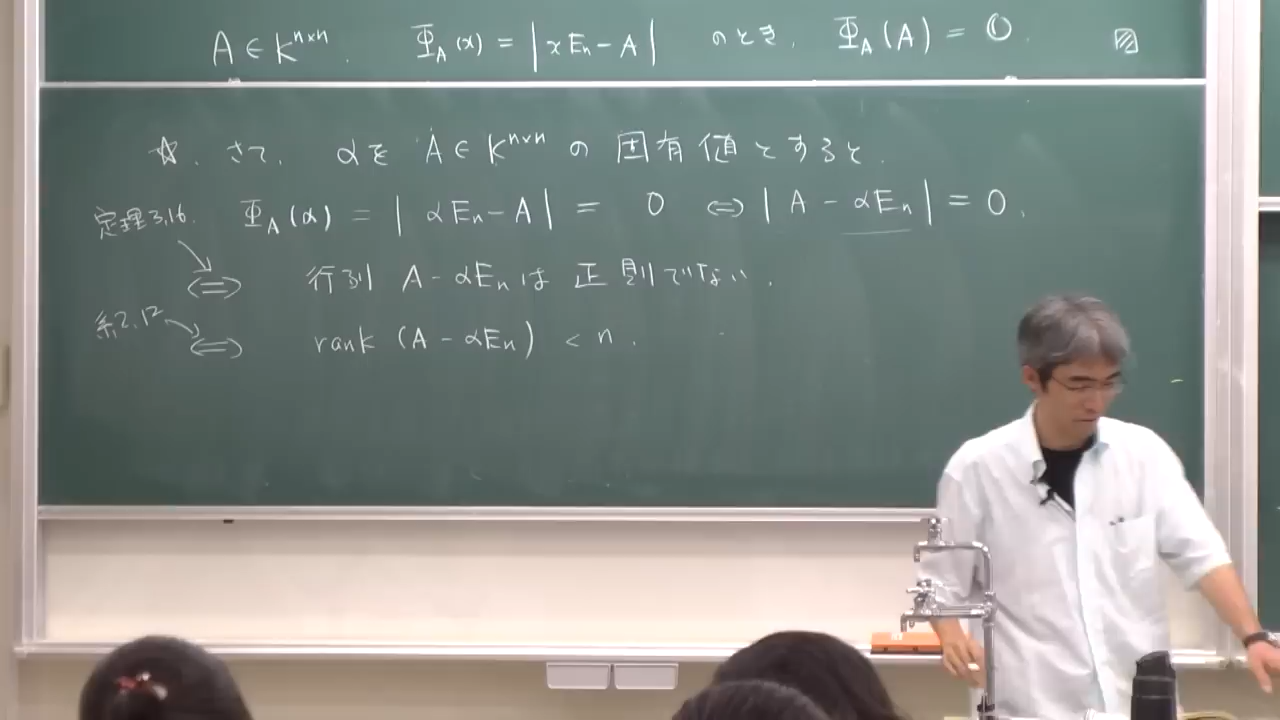 A ∈ K^{n×n}. Φ_A(x) = |xE_n - A| のとき. Φ_A(A) = O.
☆. さて. αを A ∈ K^{n×n} の 固有値とすると.
定理3.16. Φ_A(α) = |αE_n - A| = 0 ⇔ |A - αE_n| = 0.
⇔ 行列 A - αE_n は 正則でない.
系2.12 ⇔ rank (A - αE_n) < n.